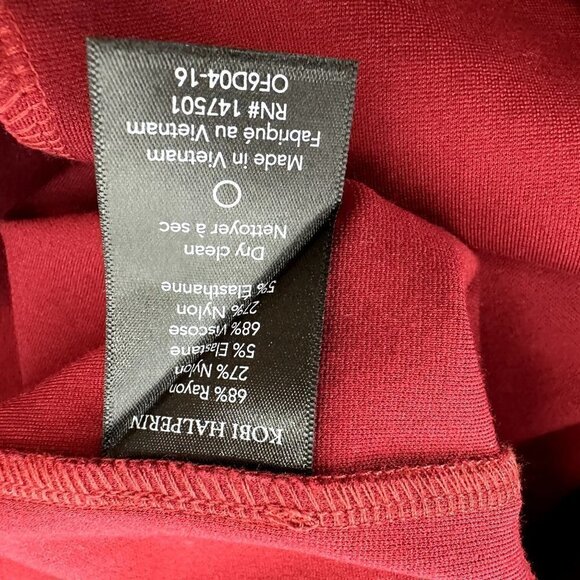 KOBI HALPERIN
68% Rayon
27% Nylon
5% Elastane
68% Viscose
27% Nylon
5% Élasthanne
Dry clean
Nettoyer à sec
Made in Vietnam
Fabriqué au Vietnam
RN# 147501
OF6D04-16